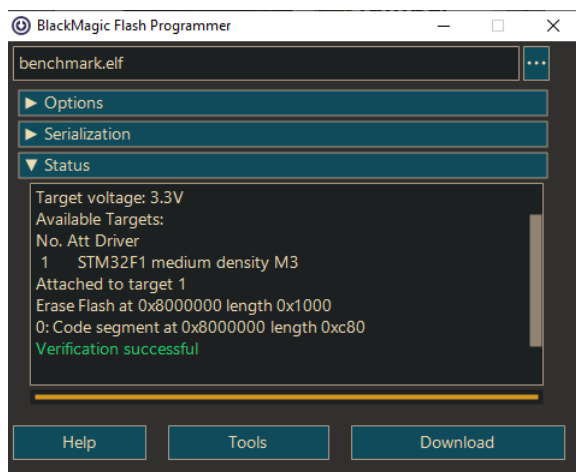 BlackMagic Flash Programmer
benchmark.elf
Options
Serialization
Status
Target voltage: 3.3V
Available Targets:
No. Att Driver
1 STM32F1 medium density M3
Attached to target 1
Erase Flash at 0x8000000 length 0x1000
0: Code segment at 0x8000000 length 0xc80
Verification successful
Help Tools Download